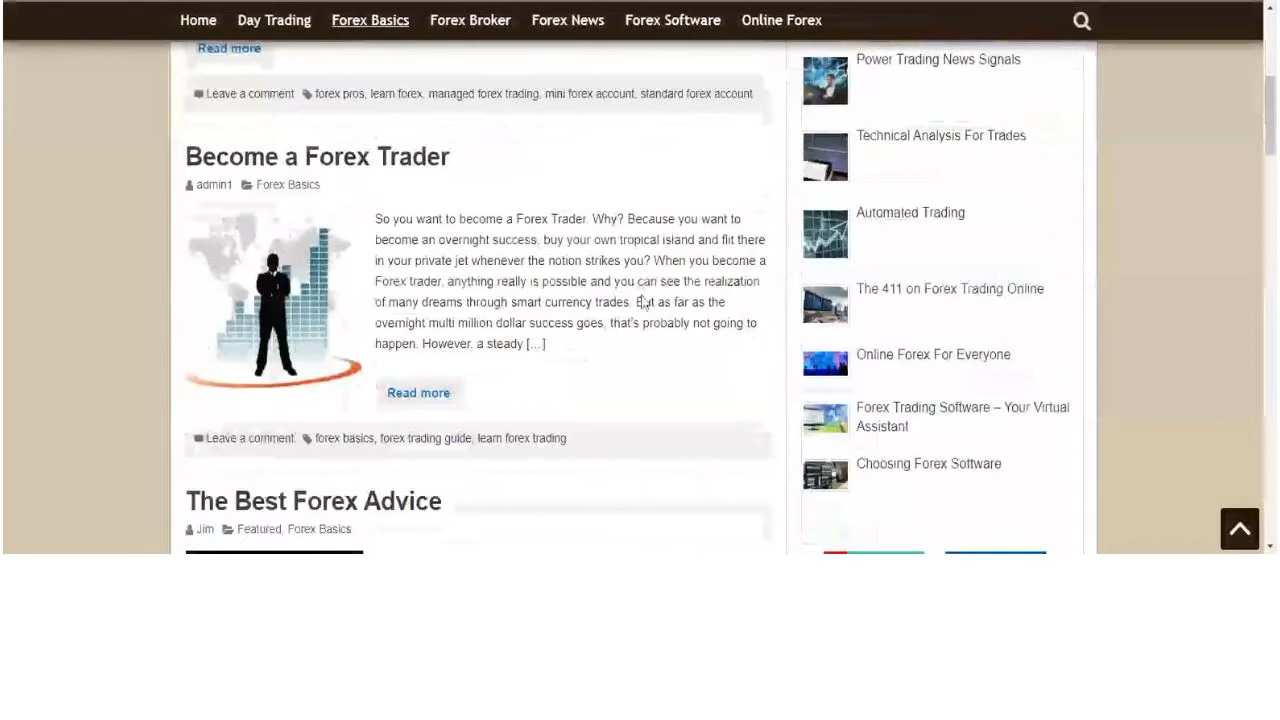 Home Day Trading Forex Basics Forex Broker Forex News Forex Software Online Forex
Read more
Leave a comment forex pros, learn forex, managed forex trading, mini forex account, standard forex account
Become a Forex Trader
admin1 Forex Basics
So you want to become a Forex Trader. Why? Because you want to
become an overnight success, buy your own tropical island and flit there
in your private jet whenever the notion strikes you? When you become a
Forex trader, anything really is possible and you can see the realization
of many dreams through smart currency trades. But as far as the
overnight multi million dollar success goes, that's probably not going to
happen. However, a steady [...]
Read more
Leave a comment forex basics, forex trading guide, learn forex trading
The Best Forex Advice
Jim Featured, Forex Basics
Power Trading News Signals
Technical Analysis For Trades
Automated Trading
The 411 on Forex Trading Online
Online Forex For Everyone
Forex Trading Software – Your Virtual
Assistant
Choosing Forex Software